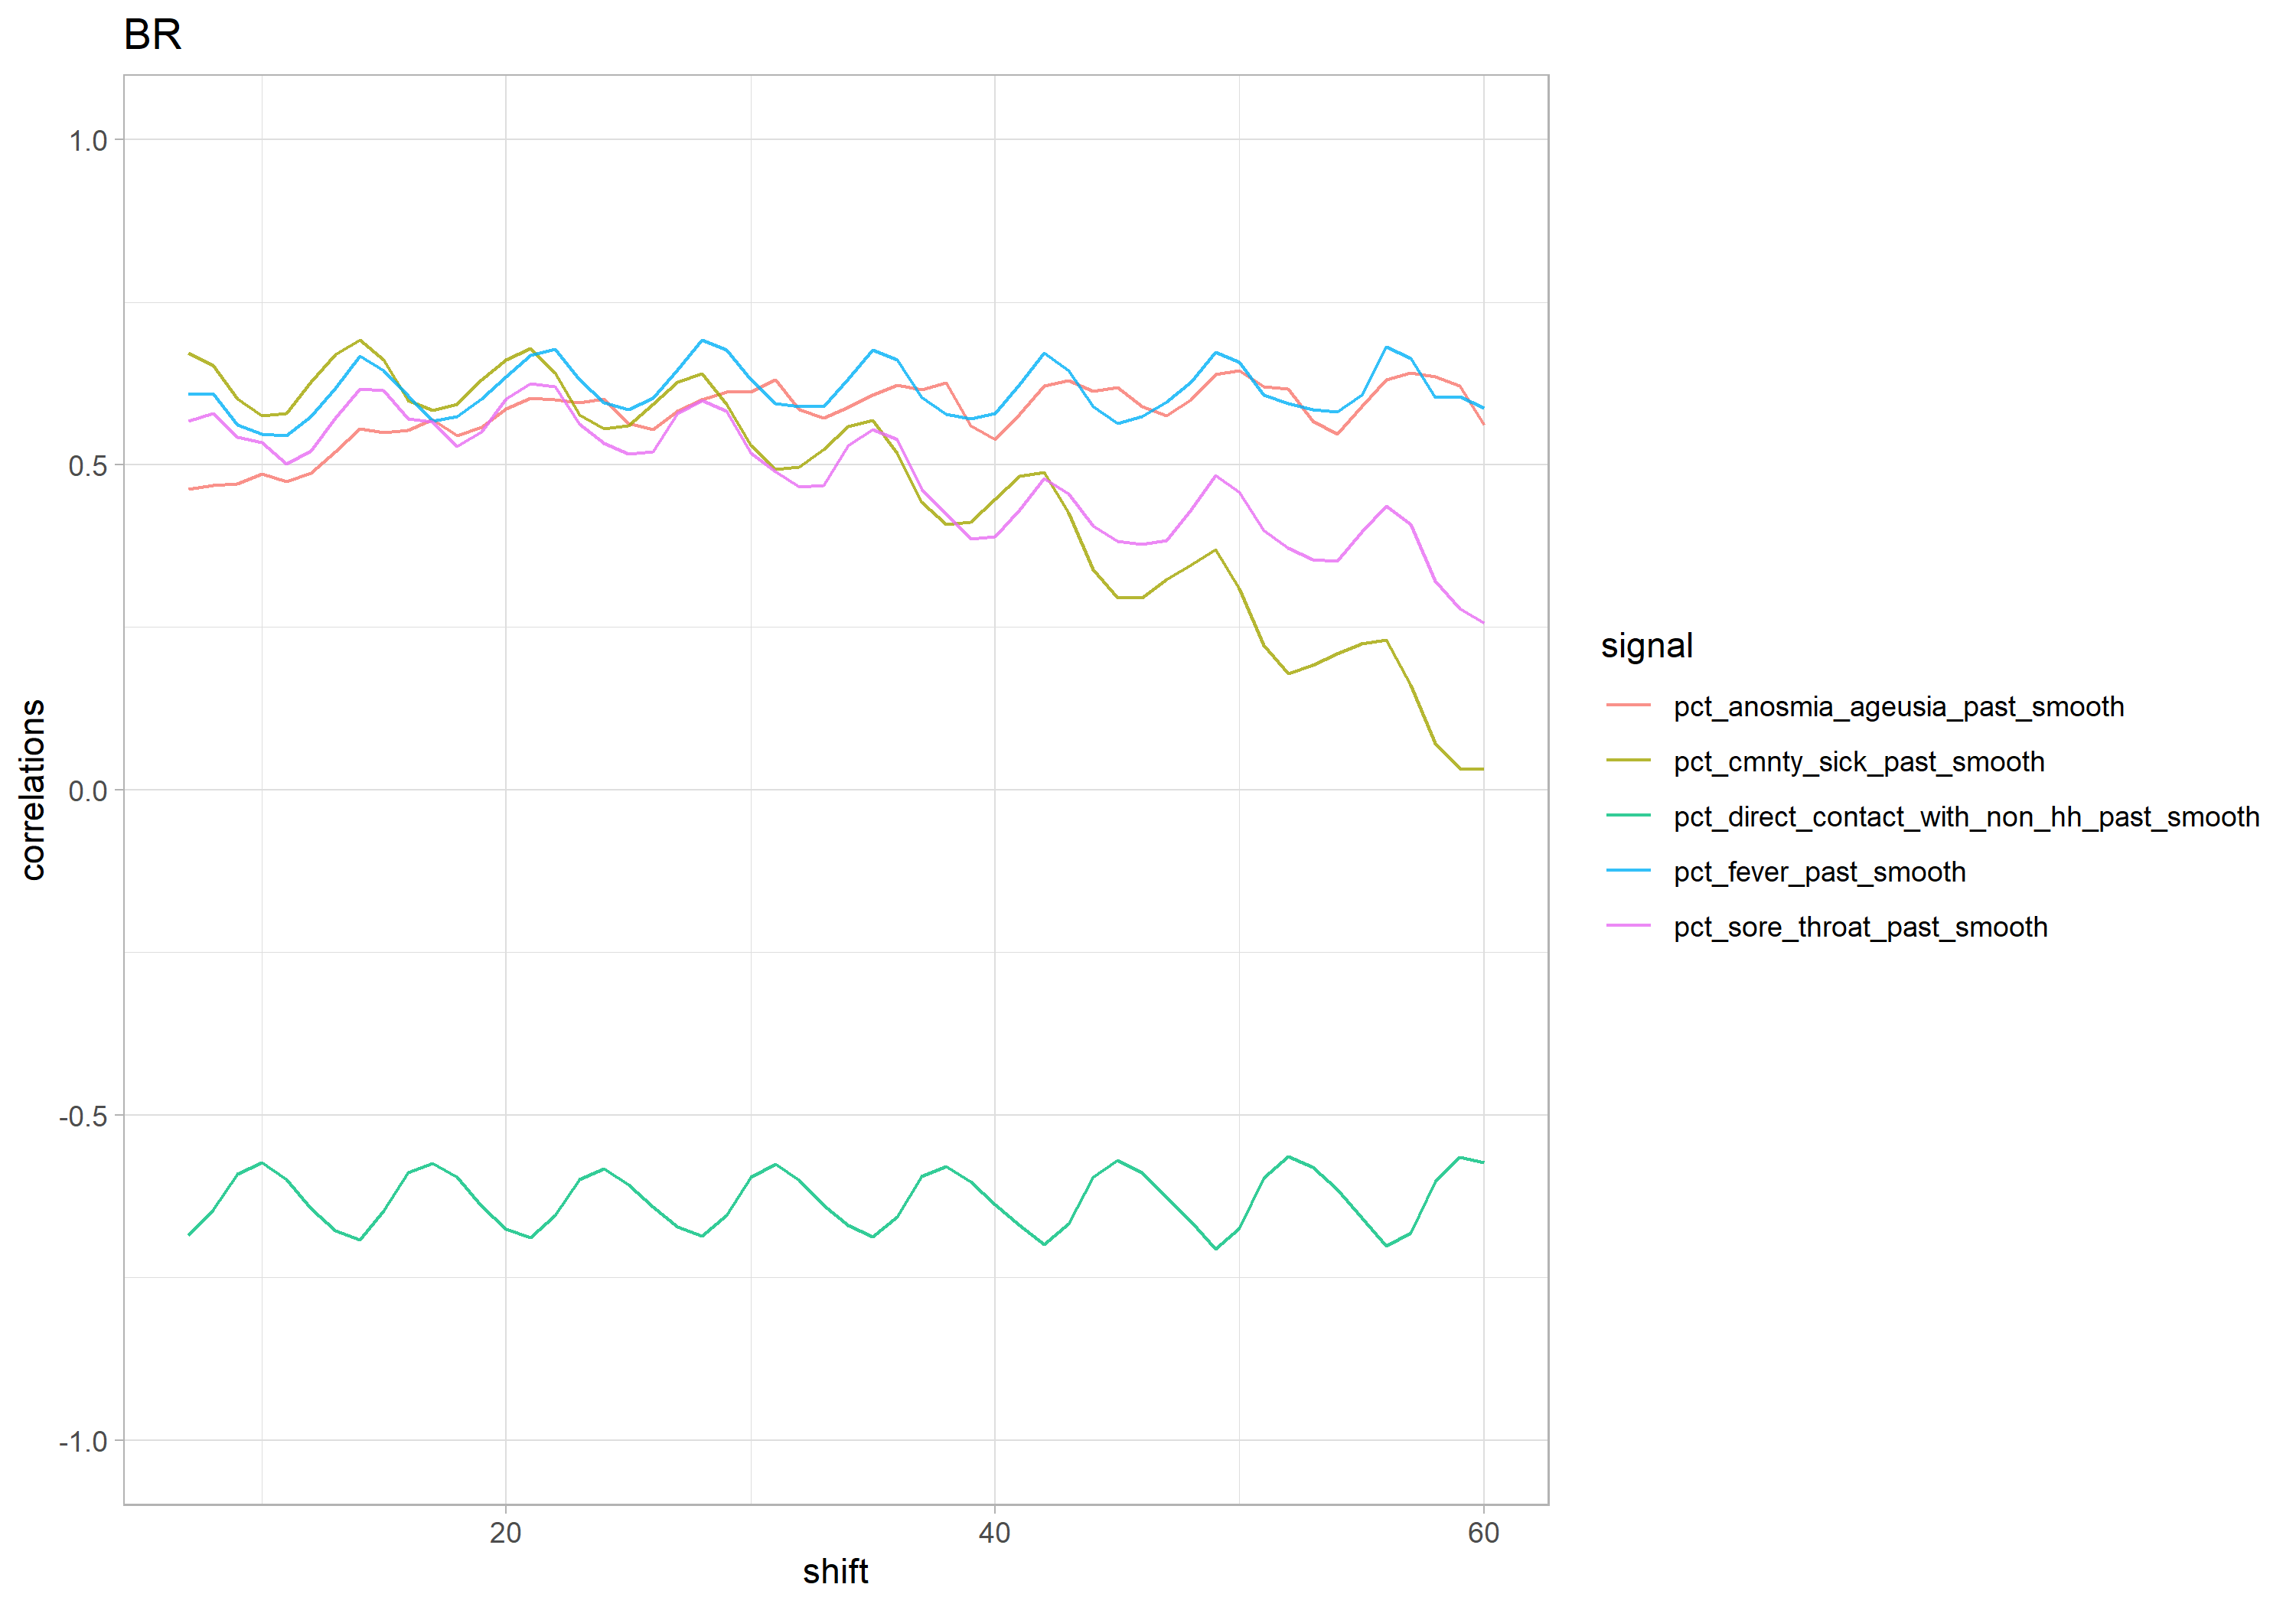 BR
1.0
0.5
0.0
-0.5
-1.0
correlations
20 40 60
shift
signal
pct_anosmia_ageusia_past_smooth
pct_cmnty_sick_past_smooth
pct_direct_contact_with_non_hh_past_smooth
pct_fever_past_smooth
pct_sore_throat_past_smooth